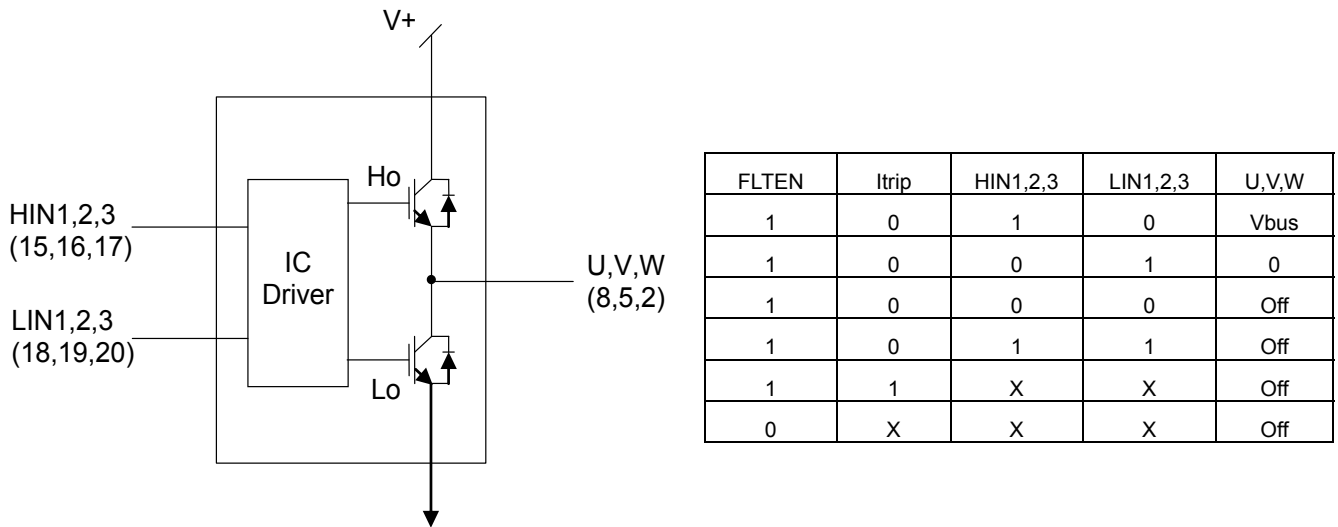 V+
Ho
HIN1,2,3
(15,16,17)
IC
Driver
U,V,W
(8,5,2)
LIN1,2,3
(18,19,20)
Lo
FLTEN Itrip HIN1,2,3 LIN1,2,3 U,V,W
1 0 1 0 Vbus
1 0 0 1 0
1 0 0 0 Off
1 0 1 1 Off
1 1 X X Off
0 X X X Off